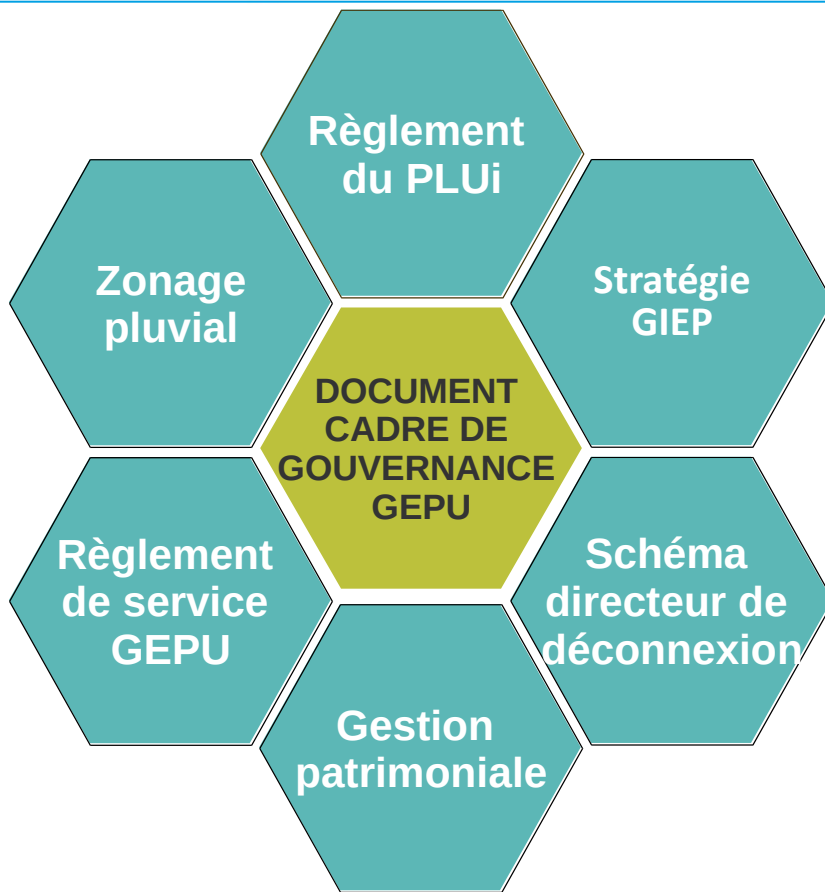 Règlement
du PLUi
Zonage
pluvial
Stratégie
GIEP
DOCUMENT
CADRE DE
GOUVERNANCE
GEPU
Règlement
de service
GEPU
Schéma
directeur de
déconnexion
Gestion
patrimoniale